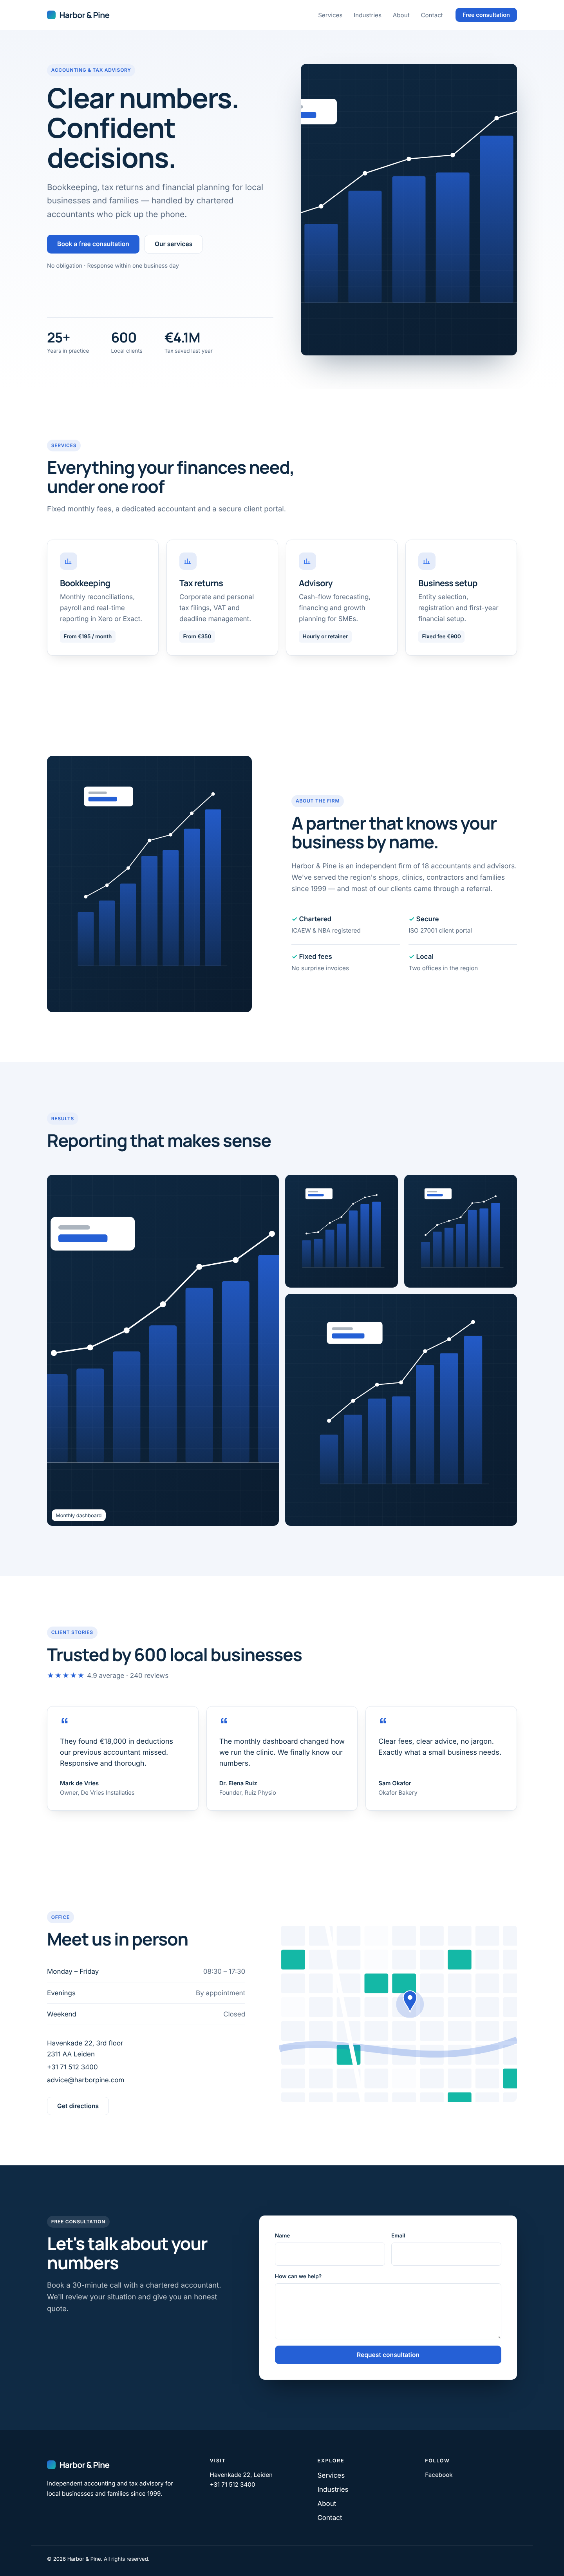 Harbor & Pine
Services Industries About Contact Free consultation
ACCOUNTING & TAX ADVISORY
Clear numbers.
Confident
decisions.
Bookkeeping, tax returns and financial planning for local
businesses and families — handled by chartered
accountants who pick up the phone.
Book a free consultation
Our services
No obligation · Response within one business day
25+
Years in practice
600
Local clients
€4.1M
Tax saved last year
SERVICES
Everything your finances need,
under one roof
Fixed monthly fees, a dedicated accountant and a secure client portal.
Bookkeeping
Monthly reconciliations,
payroll and real-time
reporting in Xero or Exact.
From €195 / month
Tax returns
Corporate and personal
tax filings, VAT and
deadline management.
From €350
Advisory
Cash-flow forecasting,
financing and growth
planning for SMEs.
Hourly or retainer
Business setup
Entity selection,
registration and first-year
financial setup.
Fixed fee €900
ABOUT THE FIRM
A partner that knows your
business by name.
Harbor & Pine is an independent firm of 18 accountants and advisors.
We've served the region's shops, clinics, contractors and families
since 1999 — and most of our clients came through a referral.
✓ Chartered
ICAEW & NBA registered
✓ Secure
ISO 27001 client portal
✓ Fixed fees
No surprise invoices
✓ Local
Two offices in the region
RESULTS
Reporting that makes sense
Monthly dashboard
CLIENT STORIES
Trusted by 600 local businesses
★★★★★ 4.9 average · 240 reviews
“
They found €18,000 in deductions
our previous accountant missed.
Responsive and thorough.
Mark de Vries
Owner, De Vries Installaties
“
The monthly dashboard changed how
we run the clinic. We finally know our
numbers.
Dr. Elena Ruiz
Founder, Ruiz Physio
“
Clear fees, clear advice, no jargon.
Exactly what a small business needs.
Sam Okafor
Okafor Bakery
OFFICE
Meet us in person
Monday – Friday 08:30 – 17:30
Evenings By appointment
Weekend Closed
Havenkade 22, 3rd floor
2311 AA Leiden
+31 71 512 3400
advice@harborpine.com
Get directions
FREE CONSULTATION
Let's talk about your
numbers
Book a 30-minute call with a chartered accountant.
We'll review your situation and give you an honest
quote.
Name
Email
How can we help?
Request consultation
Harbor & Pine
Independent accounting and tax advisory for
local businesses and families since 1999.
VISIT
Havenkade 22, Leiden
+31 71 512 3400
EXPLORE
Services
Industries
About
Contact
FOLLOW
Facebook
© 2026 Harbor & Pine. All rights reserved.